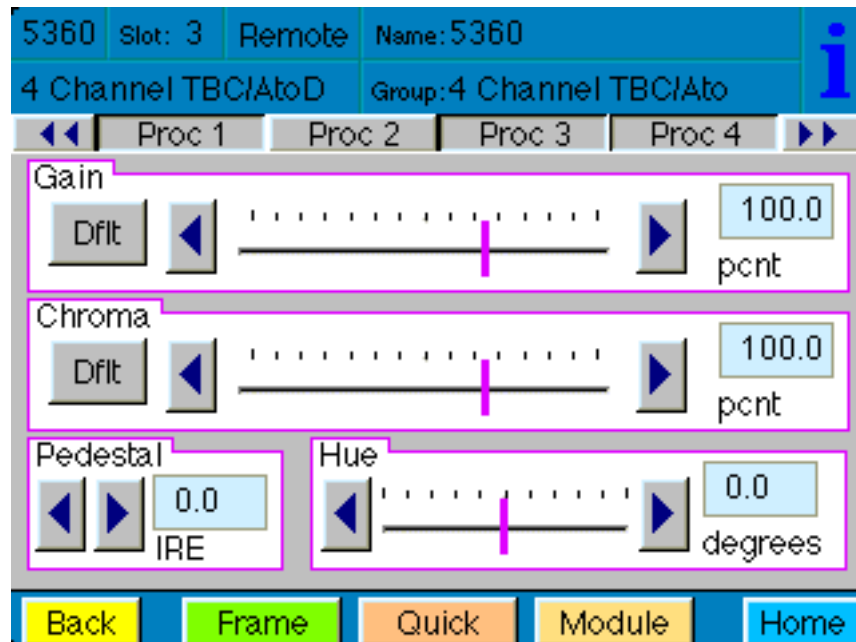 5360 Slot: 3 Remote Name:5360
4 Channel TBC/AtoD Group:4 Channel TBC/Ato
i
Proc 1 Proc 2 Proc 3 Proc 4
Gain
Dflt 100.0
pcnt
Chroma
Dflt 100.0
pcnt
Pedestal Hue
0.0 0.0
IRE degrees
Back Frame Quick Module Home